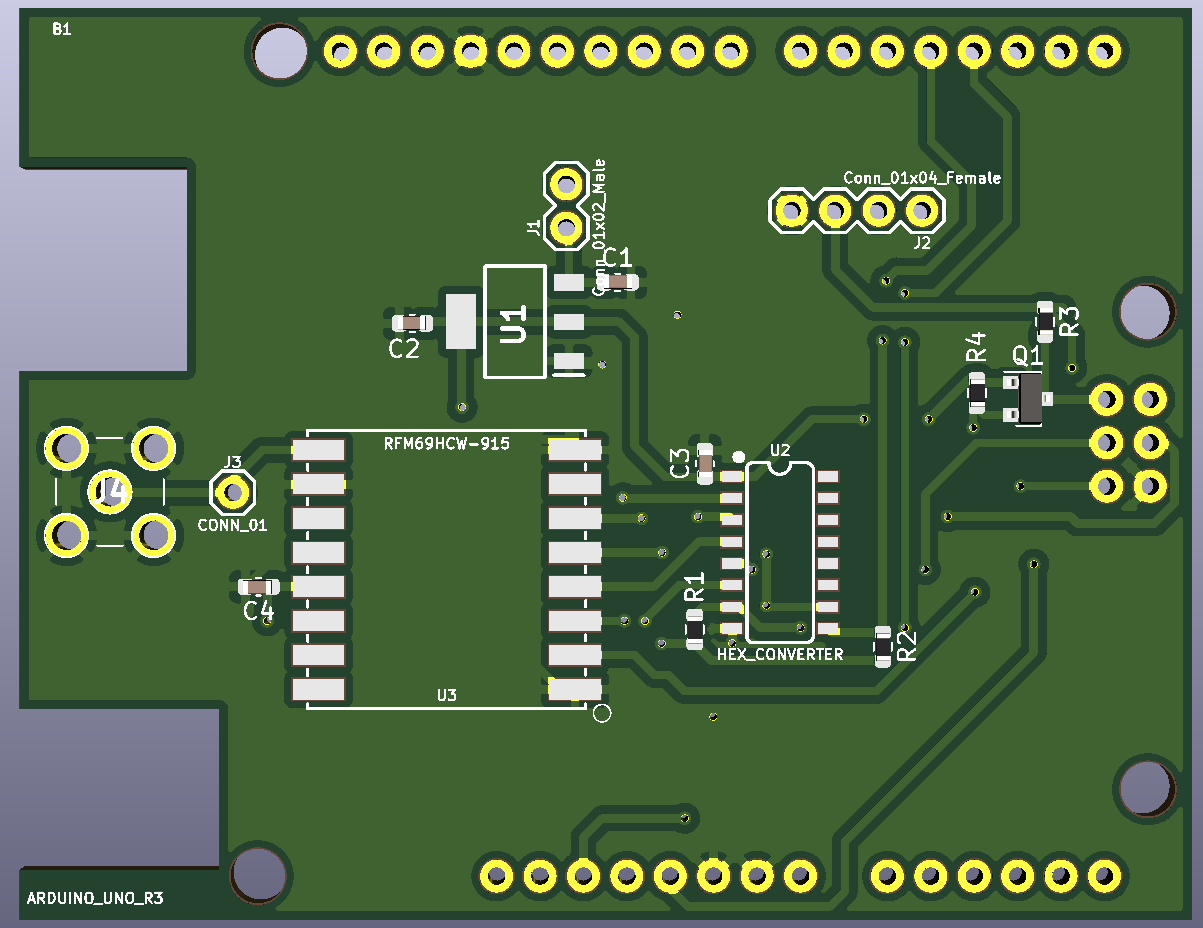 B1
Conn_01x02_Male
Conn_01x04_Female
J1
J2
C1
U1
R3
C2
R4
Q1
RFM69HCW-915
U2
J3
C3
J4
CONN_01
R1
C4
R2
HEX_CONVERTER
U3
ARDUINO_UNO_R3